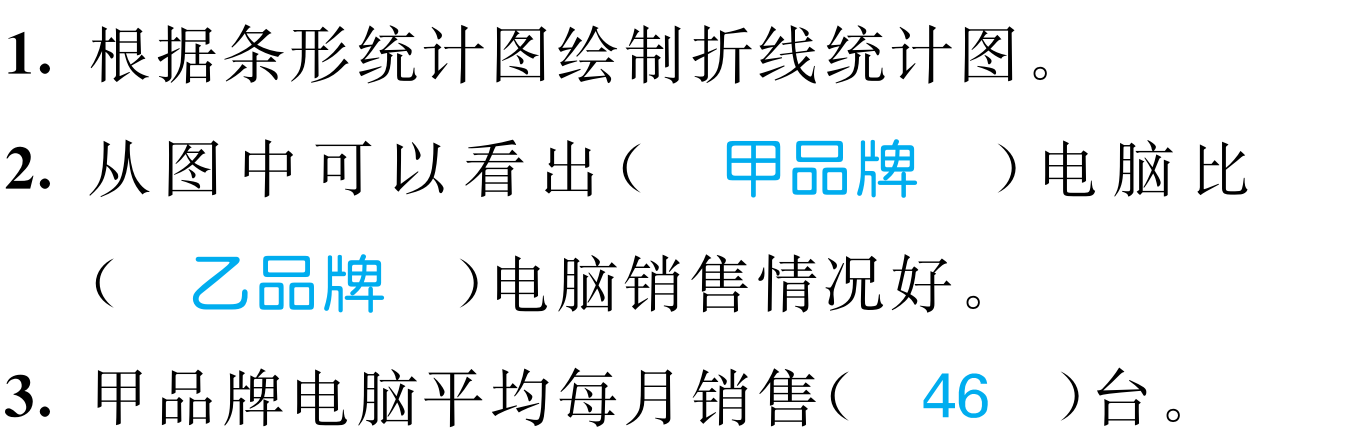 1. 根据条形统计图绘制折线统计图。
2. 从图中可以看出( 甲品牌 )电脑比
( 乙品牌 )电脑销售情况好。
3. 甲品牌电脑平均每月销售( 46 )台。